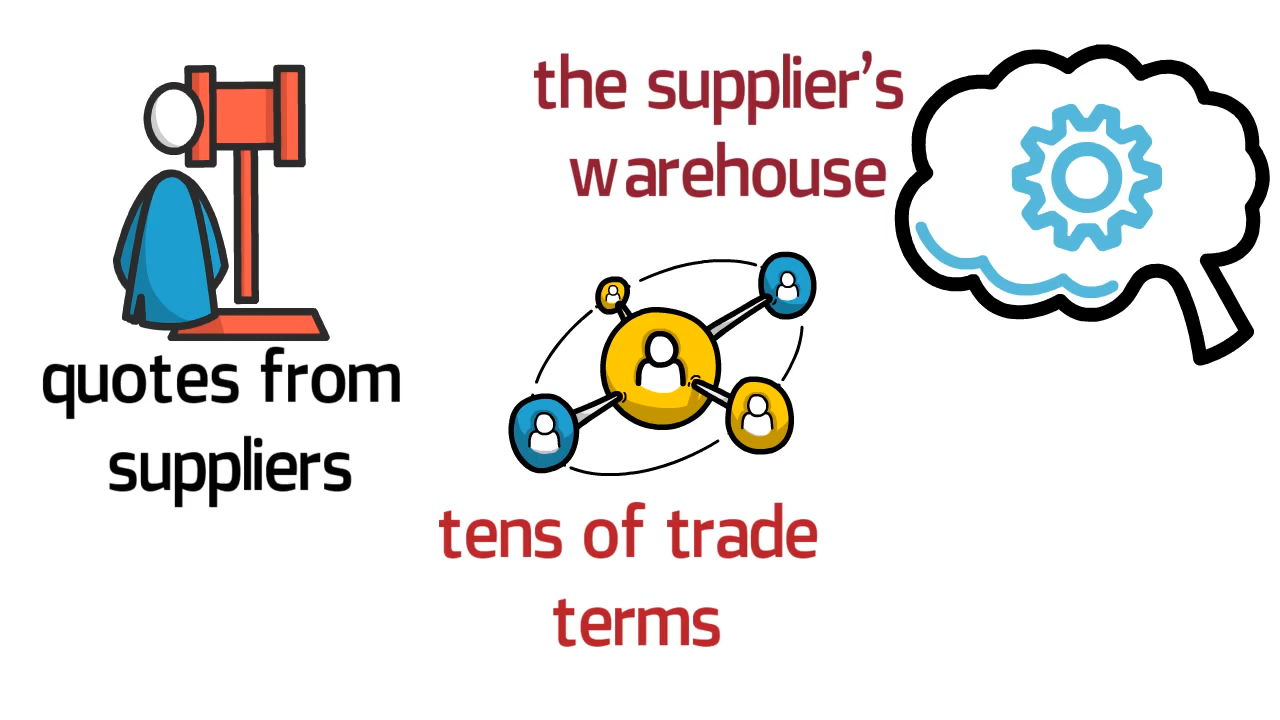 the supplier’s
warehouse
quotes from
suppliers
tens of trade
terms